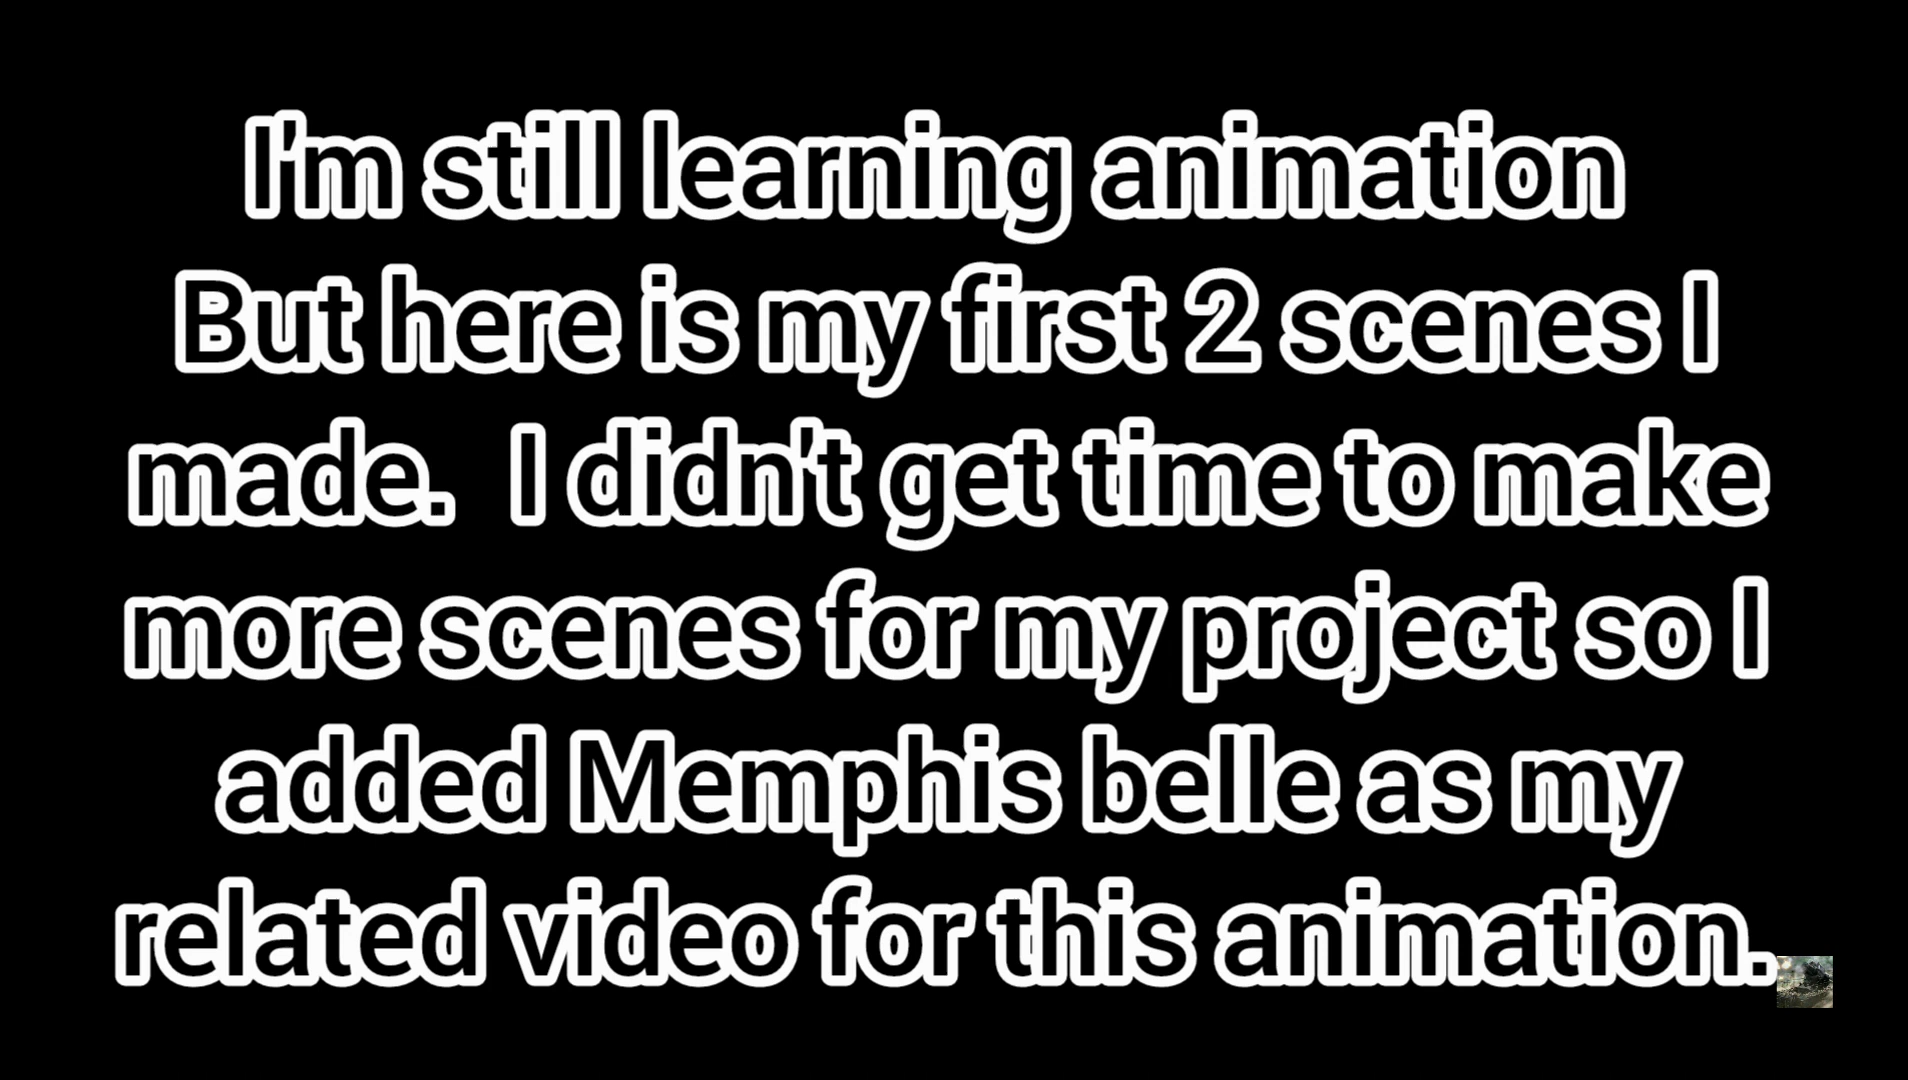 I'm still learning animation
But here is my first 2 scenes I
made.  I didn't get time to make
more scenes for my project so I
added Memphis belle as my
related video for this animation.